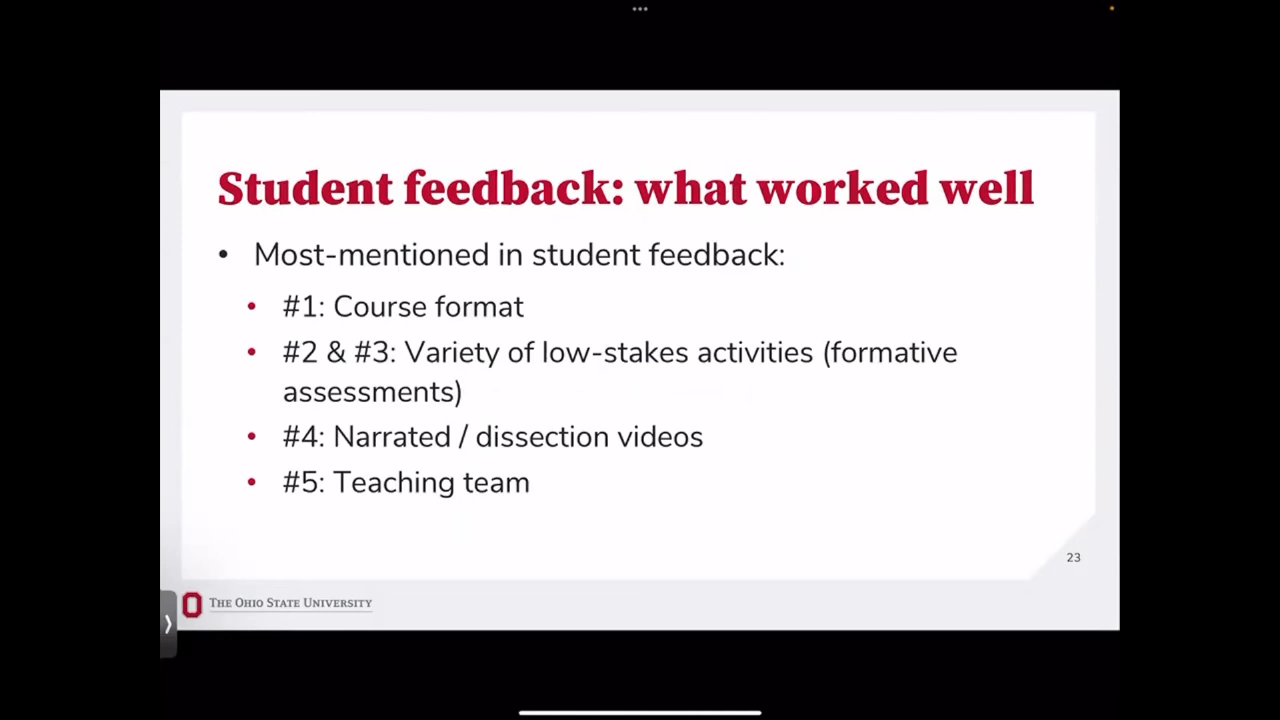 Student feedback: what worked well
• Most-mentioned in student feedback:
• #1: Course format
• #2 & #3: Variety of low-stakes activities (formative
assessments)
• #4: Narrated / dissection videos
• #5: Teaching team
23
THE OHIO STATE UNIVERSITY